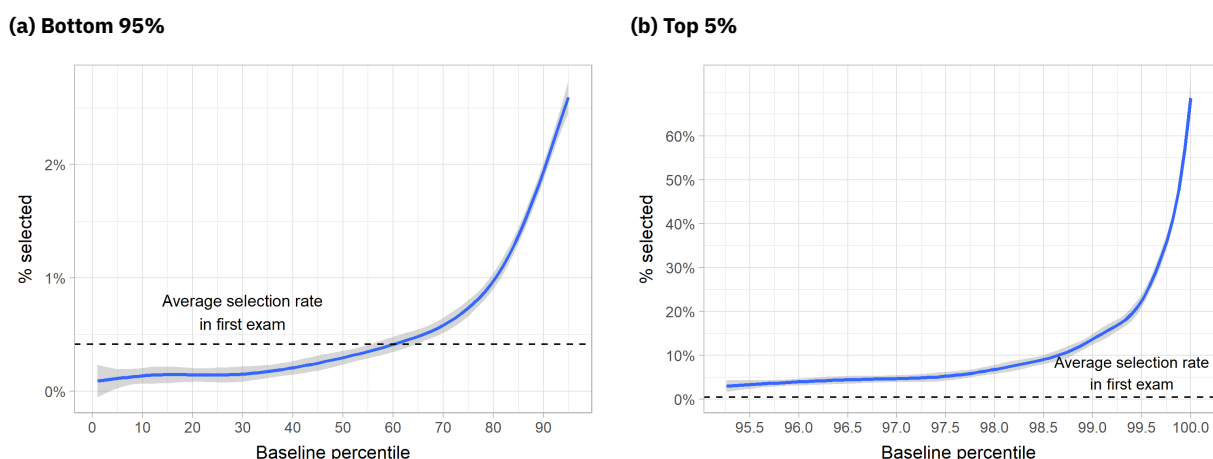 (a) Bottom 95%
% selected
2%
1%
0%
Average selection rate
in first exam
0 10 20 30 40 50 60 70 80 90
Baseline percentile
(b) Top 5%
% selected
60%
50%
40%
30%
20%
10%
0%
Average selection rate
in first exam
95.5 96.0 96.5 97.0 97.5 98.0 98.5 99.0 99.5 100.0
Baseline percentile